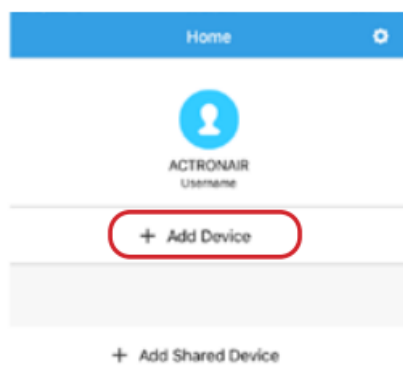 Home
ACTRONAIR
Username
+ Add Device
+ Add Shared Device